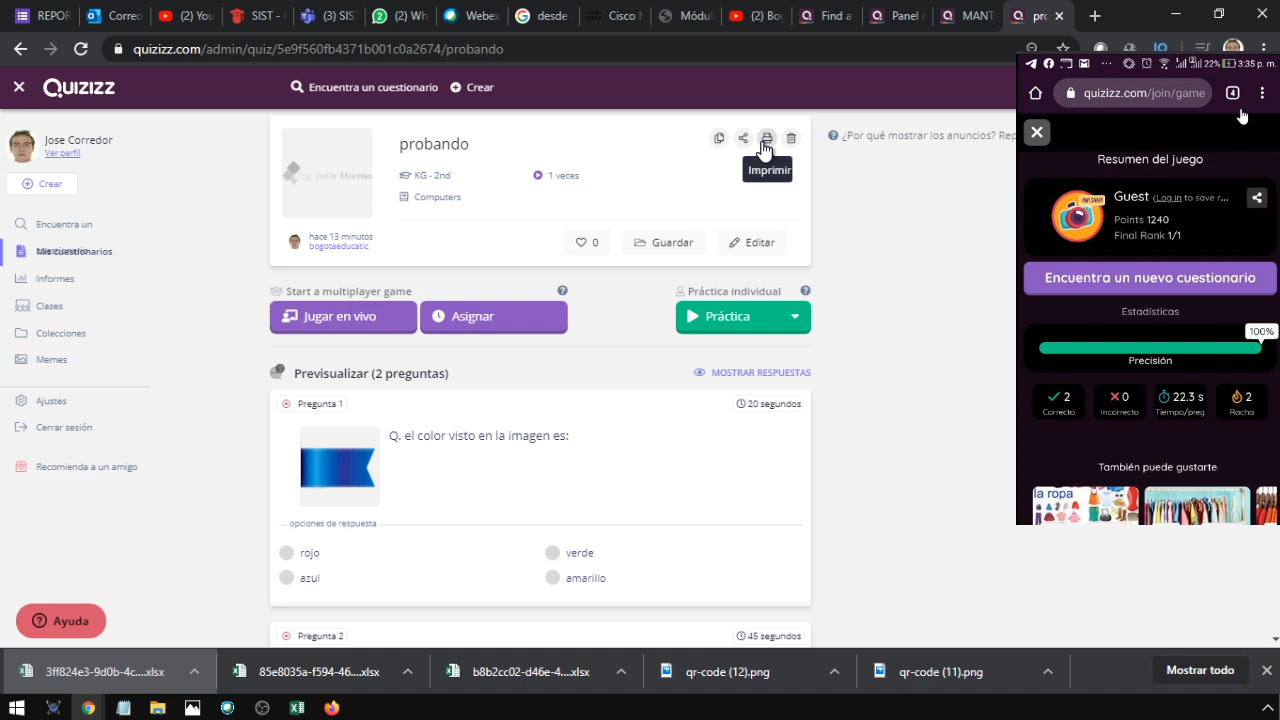 REPOR
Correo
(2) You
SIST - I
(3) SIS
(2) Wh
Webex
desde
Cisco N
Módul
(2) Bog
Find a
Panel
MANT
pro
quizizz.com/admin/quiz/5e9f560fb4371b001c0a2674/probando
QUIZIZZ
Encuentra un cuestionario
Crear
Jose Corredor
Ver perfil
Crear
Encuentra un
Mis cuestionarios
Informes
Clases
Colecciones
Memes
Ajustes
Cerrar sesión
Recomienda a un amigo
Ayuda
probando
KG - 2nd
1 veces
Computers
Imprimir
hace 13 minutos
bogotaeducatic
0
Guardar
Editar
¿Por qué mostrar los anuncios? Rep
Start a multiplayer game
Práctica individual
Jugar en vivo
Asignar
Práctica
Previsualizar (2 preguntas)
MOSTRAR RESPUESTAS
Pregunta 1
20 segundos
Q. el color visto en la imagen es:
opciones de respuesta
rojo
verde
azul
amarillo
Pregunta 2
45 segundos
22% 3:35 p. m.
quizizz.com/join/game
4
Resumen del juego
Guest (Log in to save r...
Points 1240
Final Rank 1/1
Encuentra un nuevo cuestionario
Estadísticas
100%
Precisión
2
Correcto
0
Incorrecto
22.3 s
Tiempo/preg.
2
Racha
También puede gustarte
la ropa
3ff824e3-9d0b-4c....xlsx
85e8035a-f594-46....xlsx
b8b2cc02-d46e-4....xlsx
qr-code (12).png
qr-code (11).png
Mostrar todo